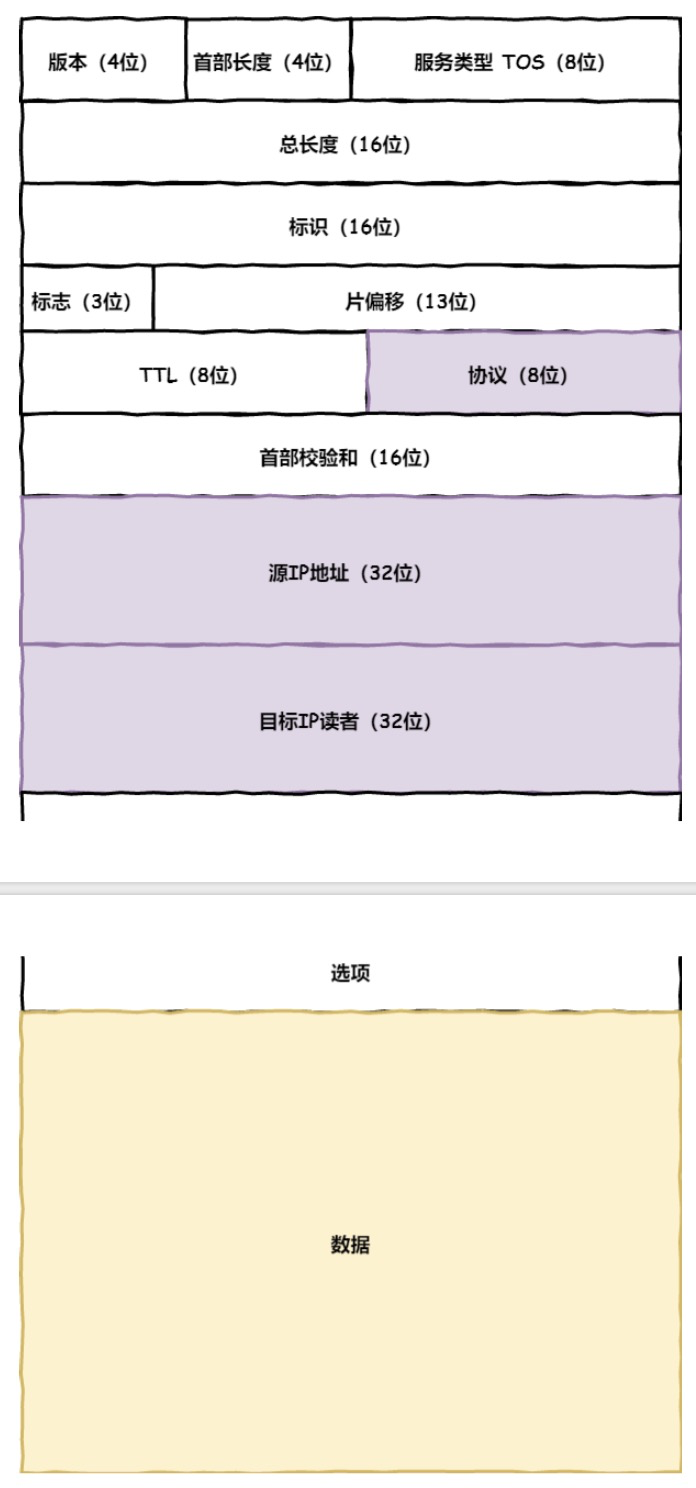 版本（4位） 首部长度（4位） 服务类型 TOS（8位）
总长度（16位）
标识（16位）
标志（3位） 片偏移（13位）
TTL（8位） 协议（8位）
首部校验和（16位）
源IP地址（32位）
目标IP读者（32位）
选项
数据